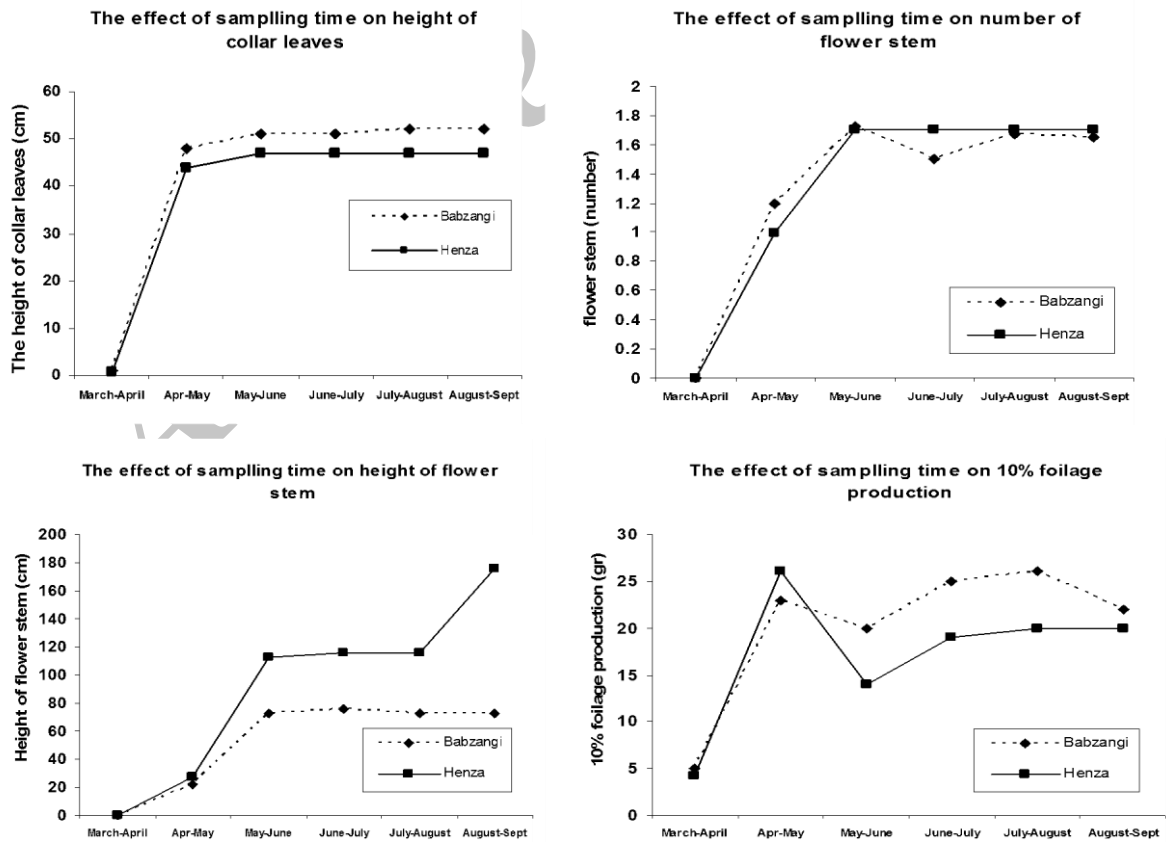 The effect of samplling time on height of
collar leaves
The height of collar leaves (cm)
60
50
40
30
20
10
0
Babzangi
Henza
March-April Apr-May May-June June-July July-August August-Sept
The effect of samplling time on number of
flower stem
flower stem (number)
2
1.8
1.6
1.4
1.2
1
0.8
0.6
0.4
0.2
0
Babzangi
Henza
March-April Apr-May May-June June-July July-August August-Sept
The effect of samplling time on height of flower
stem
Height of flower stem (cm)
200
180
160
140
120
100
80
60
40
20
0
Babzangi
Henza
March-April Apr-May May-June June-July July-August August-Sept
The effect of samplling time on 10% foilage
production
10% foilage production (gr)
30
25
20
15
10
5
0
Babzangi
Henza
March-April Apr-May May-June June-July July-August August-Sept